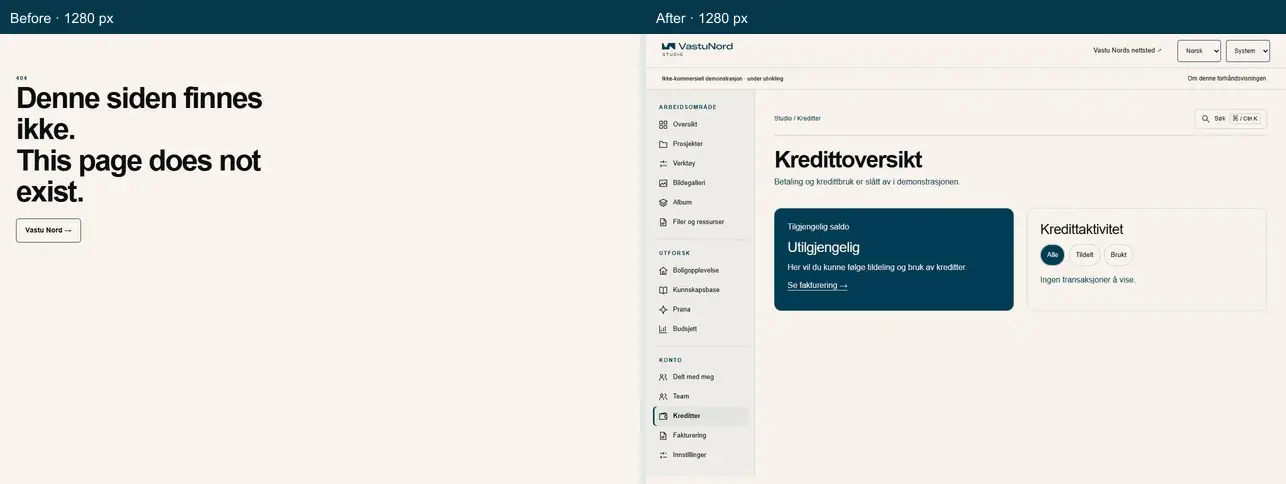 Before · 1280 px
404
Denne siden finnes
ikke.
This page does not
exist.
Vastu Nord →
After · 1280 px
VastuNord
STUDIO
Vastu Nords nettsted ↗
Norsk
System
Ikke-kommersiell demonstrasjon · under utvikling
Om denne forhåndsvisningen
ARBEIDSOMRÅDE
Oversikt
Prosjekter
Verktøy
Bildegalleri
Album
Filer og ressurser
UTFORSK
Boligopplevelse
Kunnskapsbase
Prana
Budsjett
KONTO
Delt med meg
Team
Kreditter
Fakturering
Innstillinger
Studio / Kreditter
Søk ⌘ / Ctrl K
Kredittoversikt
Betaling og kredittbruk er slått av i demonstrasjonen.
Tilgjengelig saldo
Utilgjengelig
Her vil du kunne følge tildeling og bruk av kreditter.
Se fakturering →
Kredittaktivitet
Alle
Tildelt
Brukt
Ingen transaksjoner å vise.